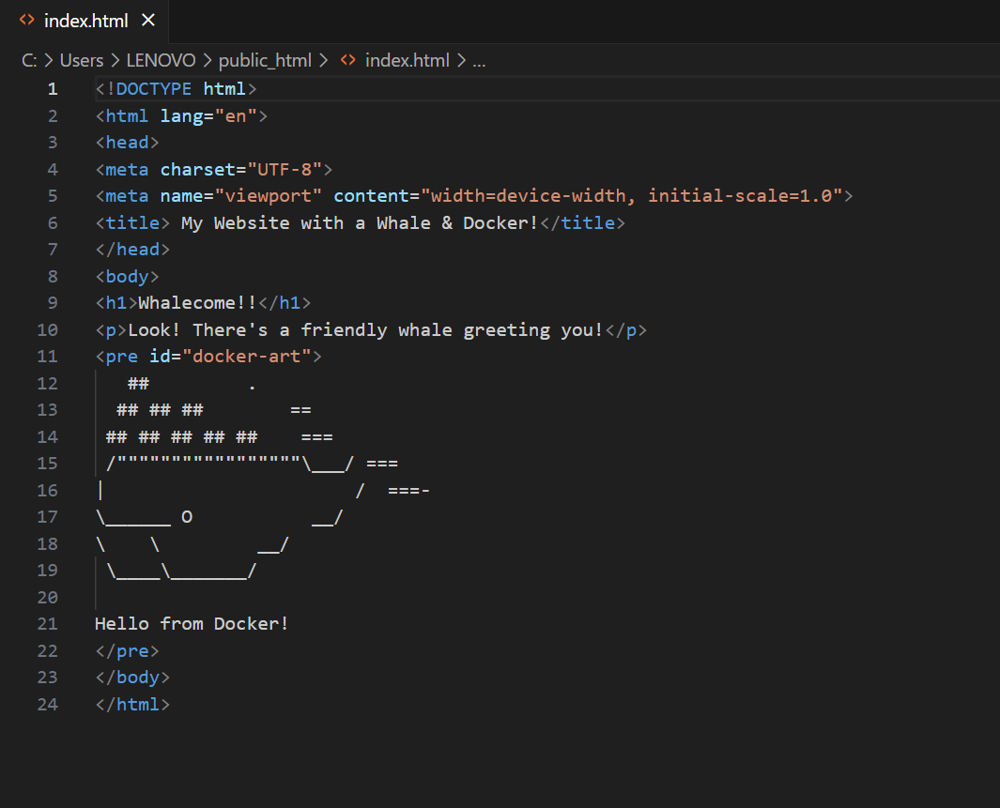 index.html
C: > Users > LENOVO > public_html > index.html > ...
1 <!DOCTYPE html>
2 <html lang="en">
3 <head>
4 <meta charset="UTF-8">
5 <meta name="viewport" content="width=device-width, initial-scale=1.0">
6 <title> My Website with a Whale & Docker!</title>
7 </head>
8 <body>
9 <h1>Whalecome!!</h1>
10 <p>Look! There's a friendly whale greeting you!</p>
11 <pre id="docker-art">
12    ##         .
13   ## ## ##        ==
14  ## ## ## ## ##    ===
15  /"""""""""""""""""\___/ ===
16 |                       /  ===-
17 \______ O           __/
18 \    \         __/
19  \____\_______/
20
21 Hello from Docker!
22 </pre>
23 </body>
24 </html>